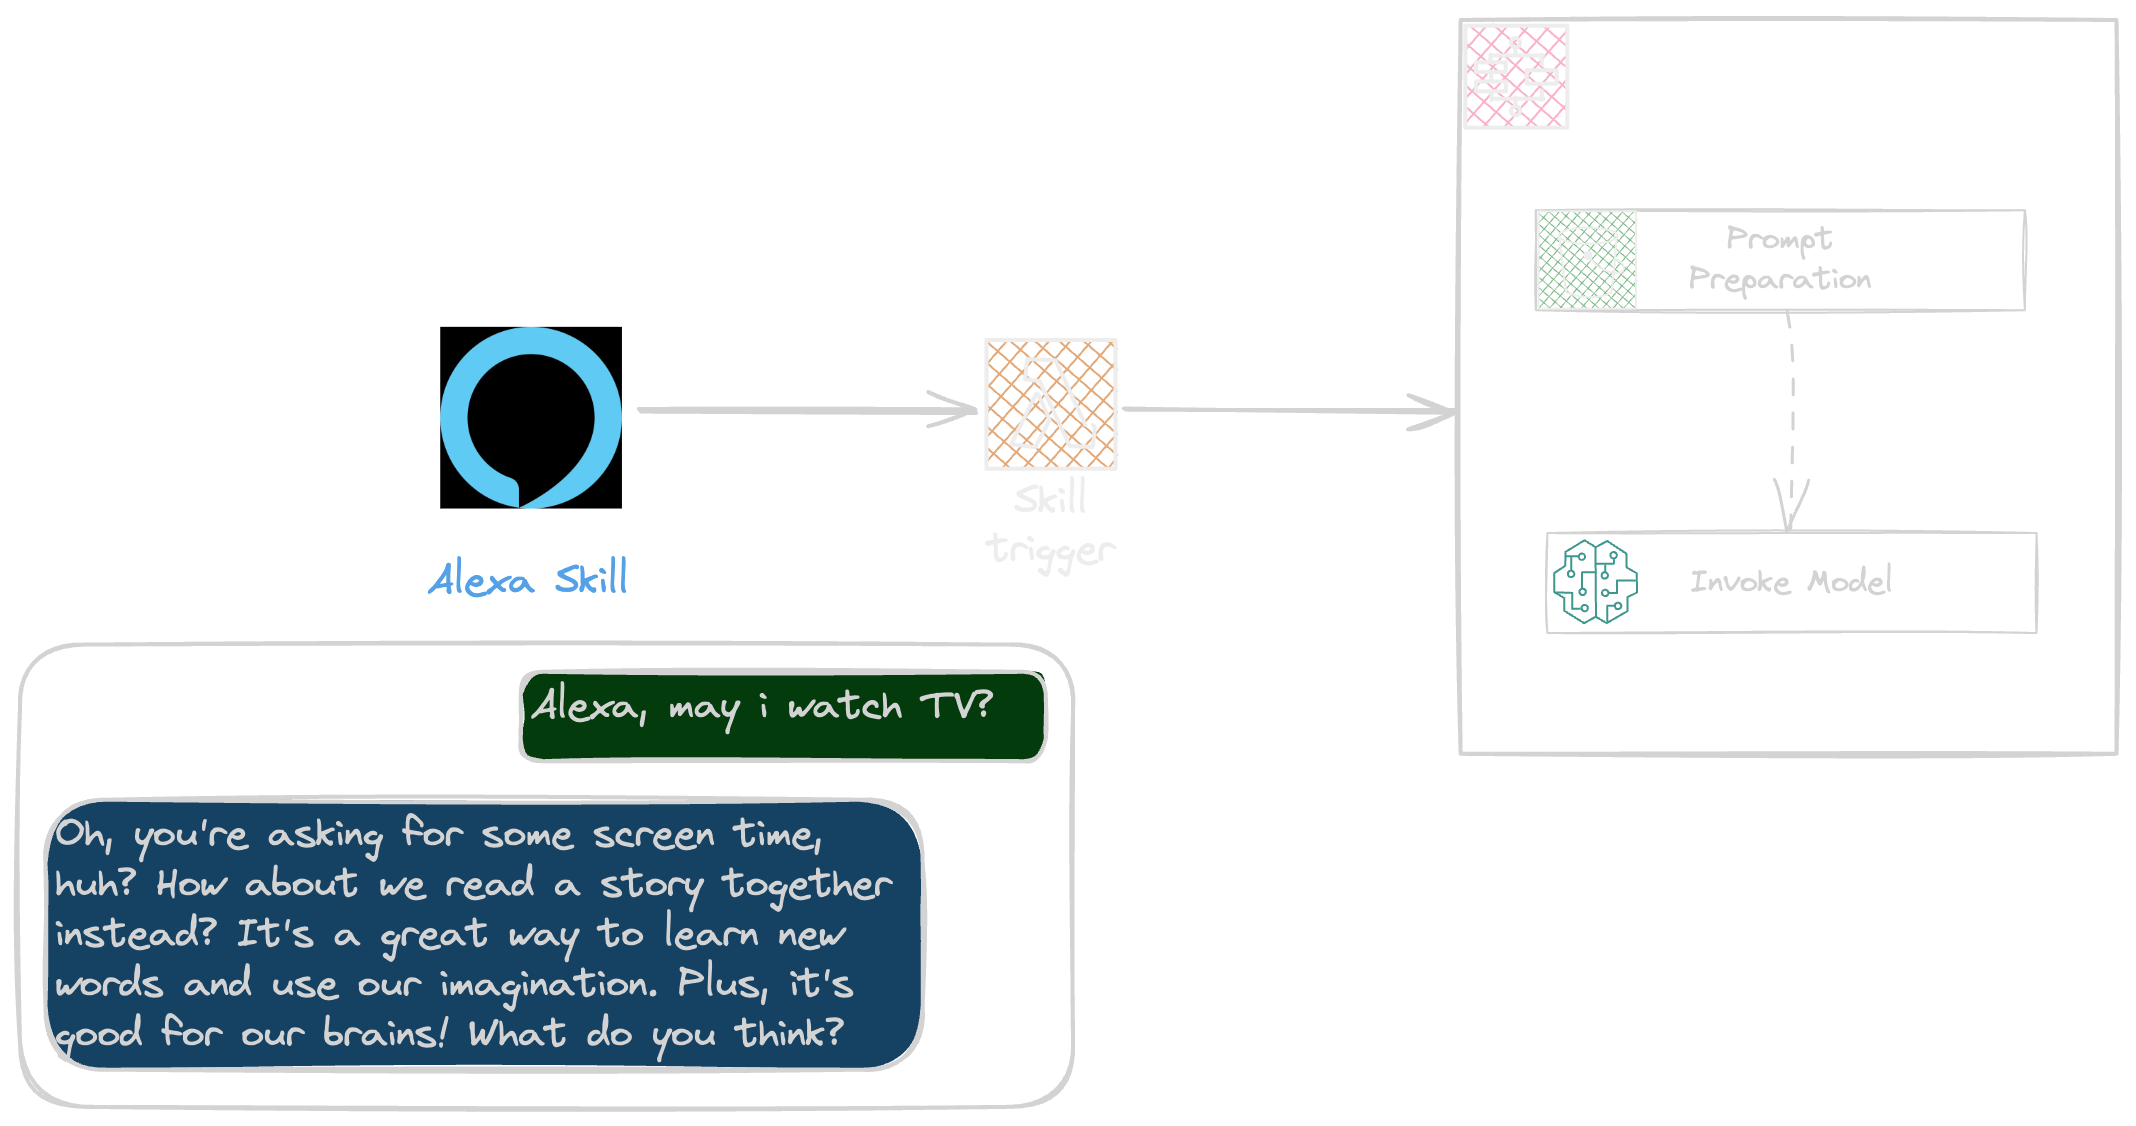 Prompt
Preparation
Invoke Model
Skill
trigger
Alexa Skill
Alexa, may i watch TV?
Oh, you're asking for some screen time,
huh? How about we read a story together
instead? It's a great way to learn new
words and use our imagination. Plus, it's
good for our brains! What do you think?